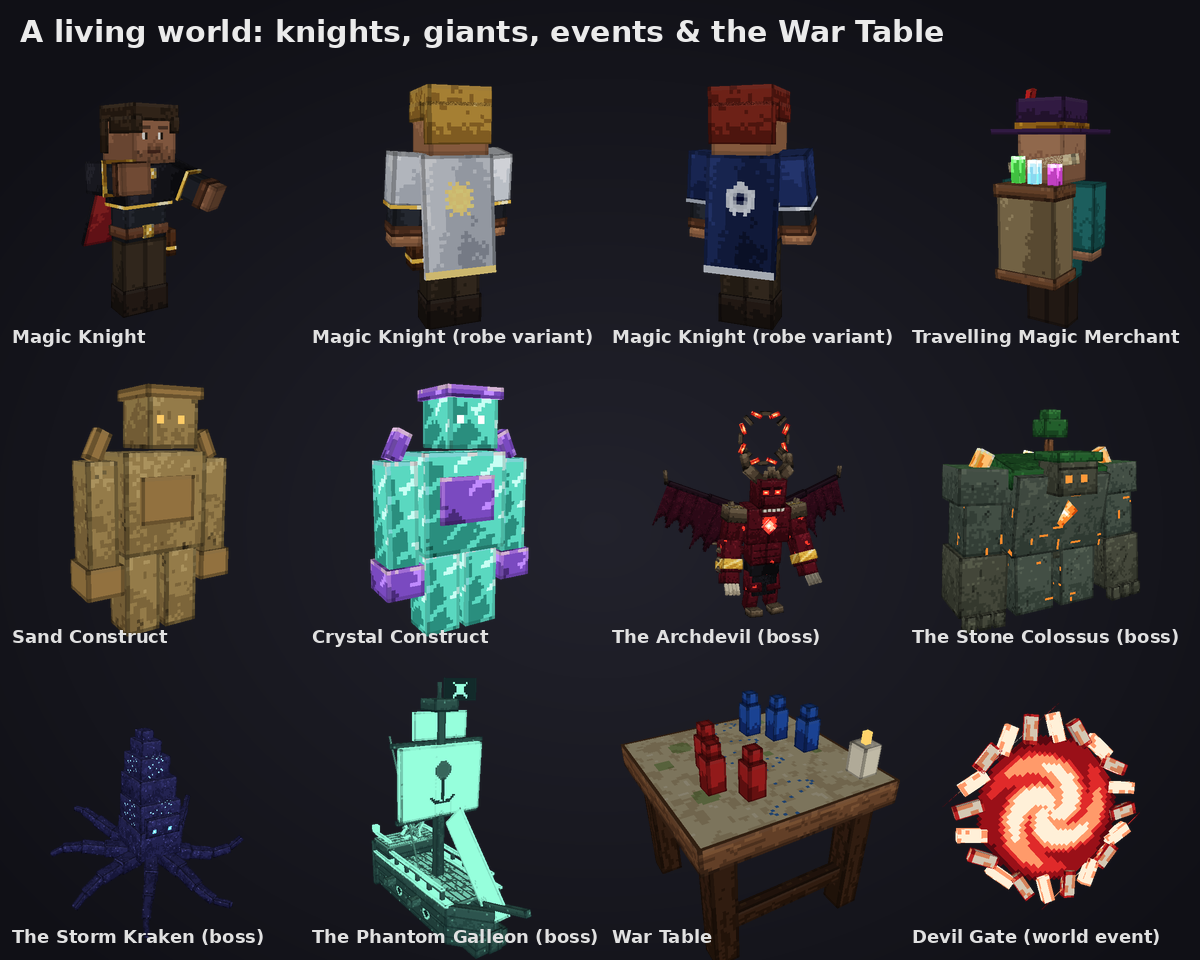 A living world: knights, giants, events & the War Table
Magic Knight
Magic Knight (robe variant)
Magic Knight (robe variant)
Travelling Magic Merchant
Sand Construct
Crystal Construct
The Archdevil (boss)
The Stone Colossus (boss)
The Storm Kraken (boss)
The Phantom Galleon (boss)
War Table
Devil Gate (world event)